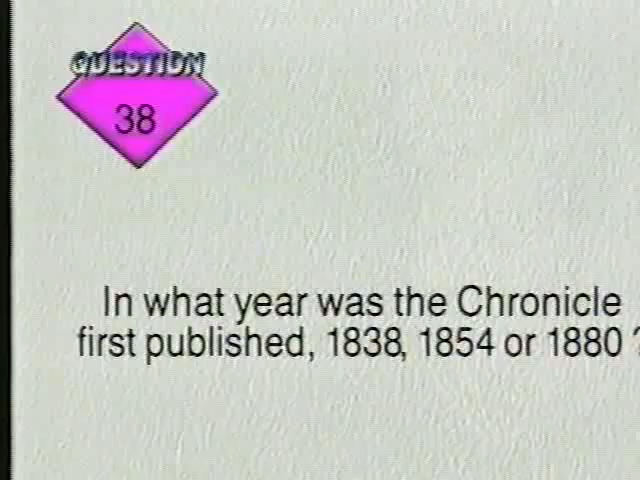 QUESTION
38
In what year was the Chronicle
first published, 1838, 1854 or 1880 ?